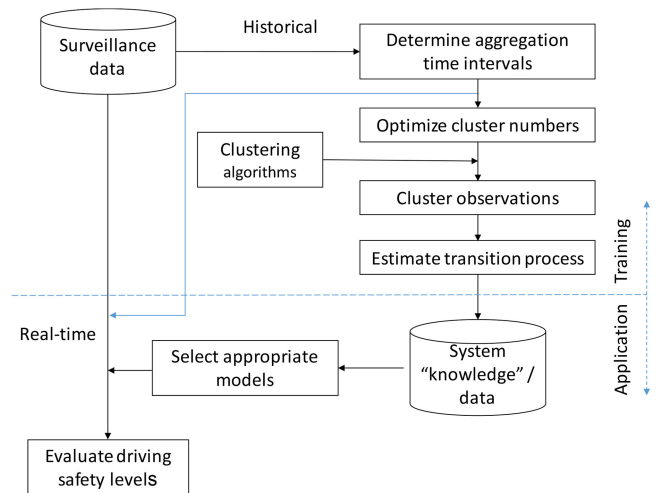 Surveillance
data
Historical
Determine aggregation
time intervals
Optimize cluster numbers
Clustering
algorithms
Cluster observations
Estimate transition process
Training
Application
Real-time
Select appropriate
models
System
“knowledge” /
data
Evaluate driving
safety levels